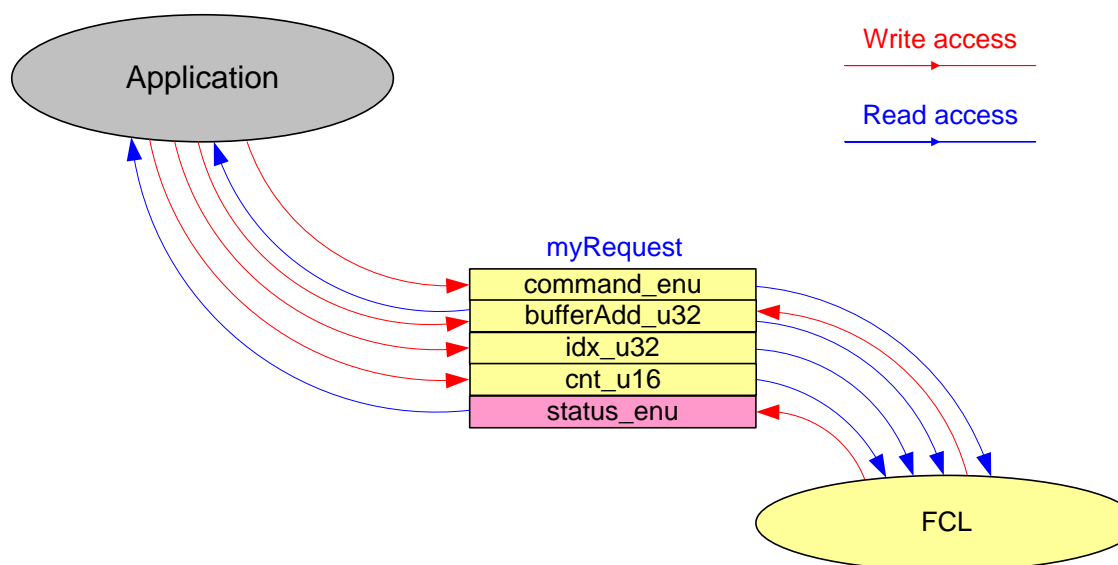 Application
Write access
Read access
myRequest
command_enu
bufferAdd_u32
idx_u32
cnt_u16
status_enu
FCL